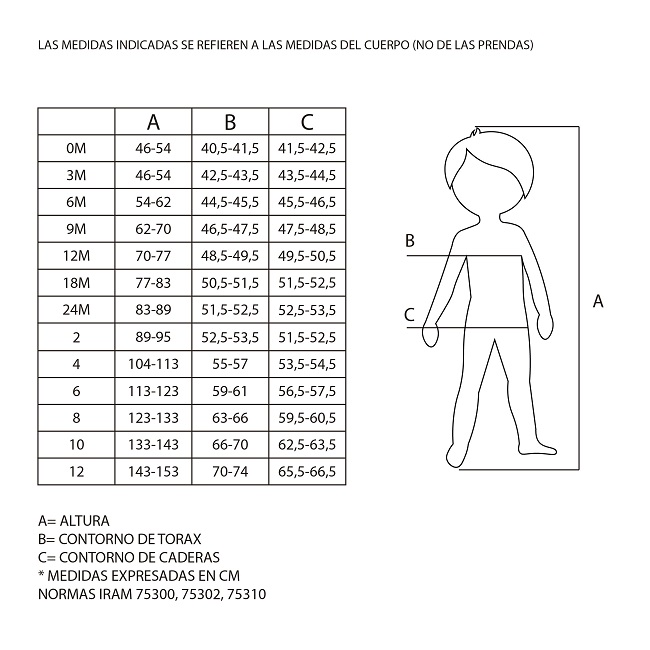 LAS MEDIDAS INDICADAS SE REFIEREN A LAS MEDIDAS DEL CUERPO (NO DE LAS PRENDAS)
A B C
0M 46-54 40,5-41,5 41,5-42,5
3M 46-54 42,5-43,5 43,5-44,5
6M 54-62 44,5-45,5 45,5-46,5
9M 62-70 46,5-47,5 47,5-48,5
12M 70-77 48,5-49,5 49,5-50,5
18M 77-83 50,5-51,5 51,5-52,5
24M 83-89 51,5-52,5 52,5-53,5
2 89-95 52,5-53,5 51,5-52,5
4 104-113 55-57 53,5-54,5
6 113-123 59-61 56,5-57,5
8 123-133 63-66 59,5-60,5
10 133-143 66-70 62,5-63,5
12 143-153 70-74 65,5-66,5
B
A
C
A= ALTURA
B= CONTORNO DE TORAX
C= CONTORNO DE CADERAS
* MEDIDAS EXPRESADAS EN CM
NORMAS IRAM 75300, 75302, 75310